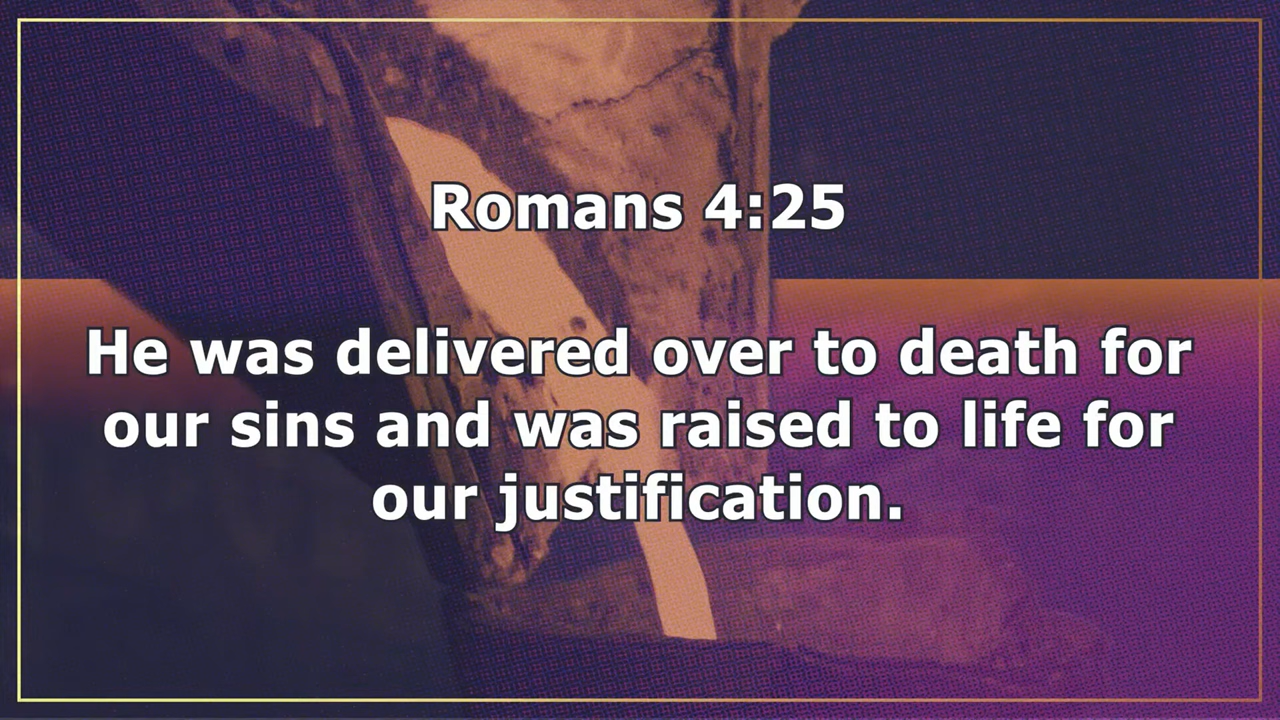 Romans 4:25
He was delivered over to death for
our sins and was raised to life for
our justification.